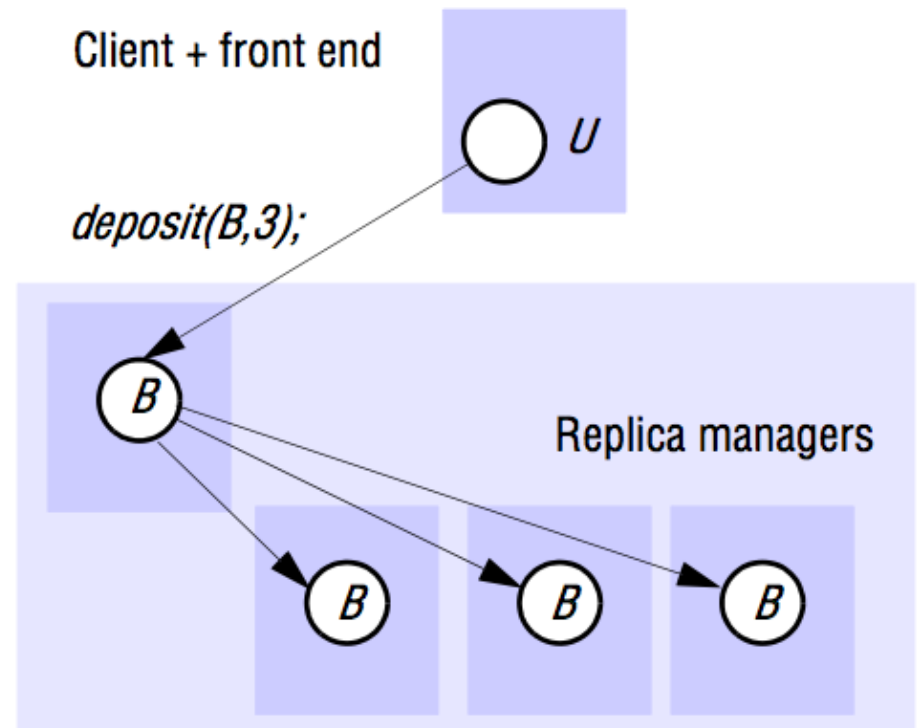 Client + front end
U
deposit(B,3);
B
Replica managers
B
B
B